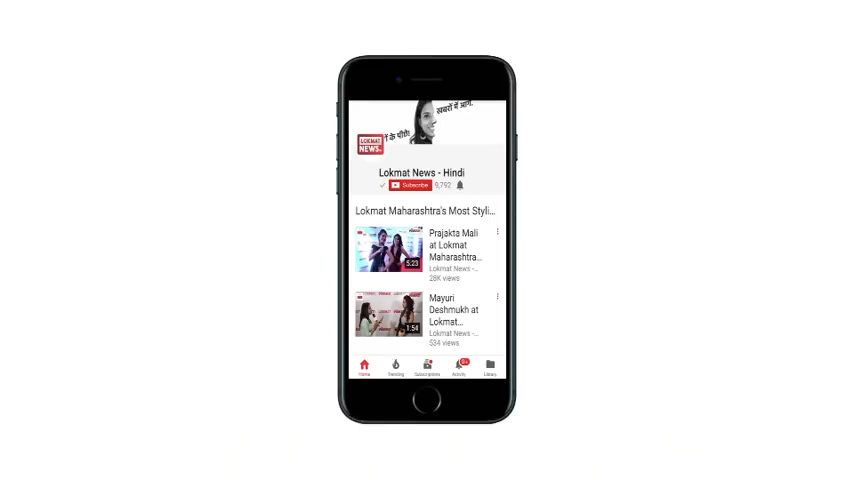 खबरों में आगे,
ों के पीछे!
LOKMAT
NEWS
Lokmat News - Hindi
Subscribe 9,792
Lokmat Maharashtra's Most Styli...
Prajakta Mali
at Lokmat
Maharashtra...
Lokmat News -...
28K views
5:23
Mayuri
Deshmukh at
Lokmat...
Lokmat News -...
534 views
1:54
Home Trending Subscriptions Activity Library
9+